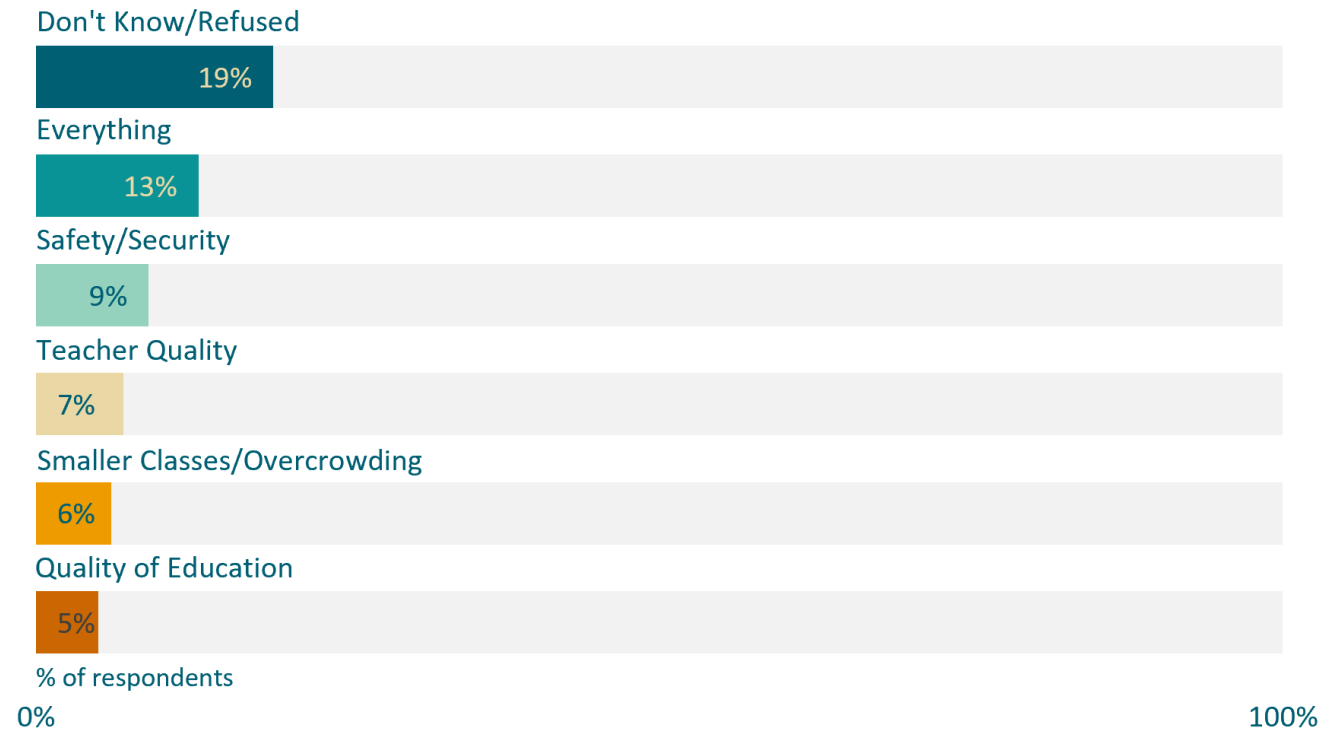 Don't Know/Refused
19%
Everything
13%
Safety/Security
9%
Teacher Quality
7%
Smaller Classes/Overcrowding
6%
Quality of Education
5%
% of respondents
0% 100%